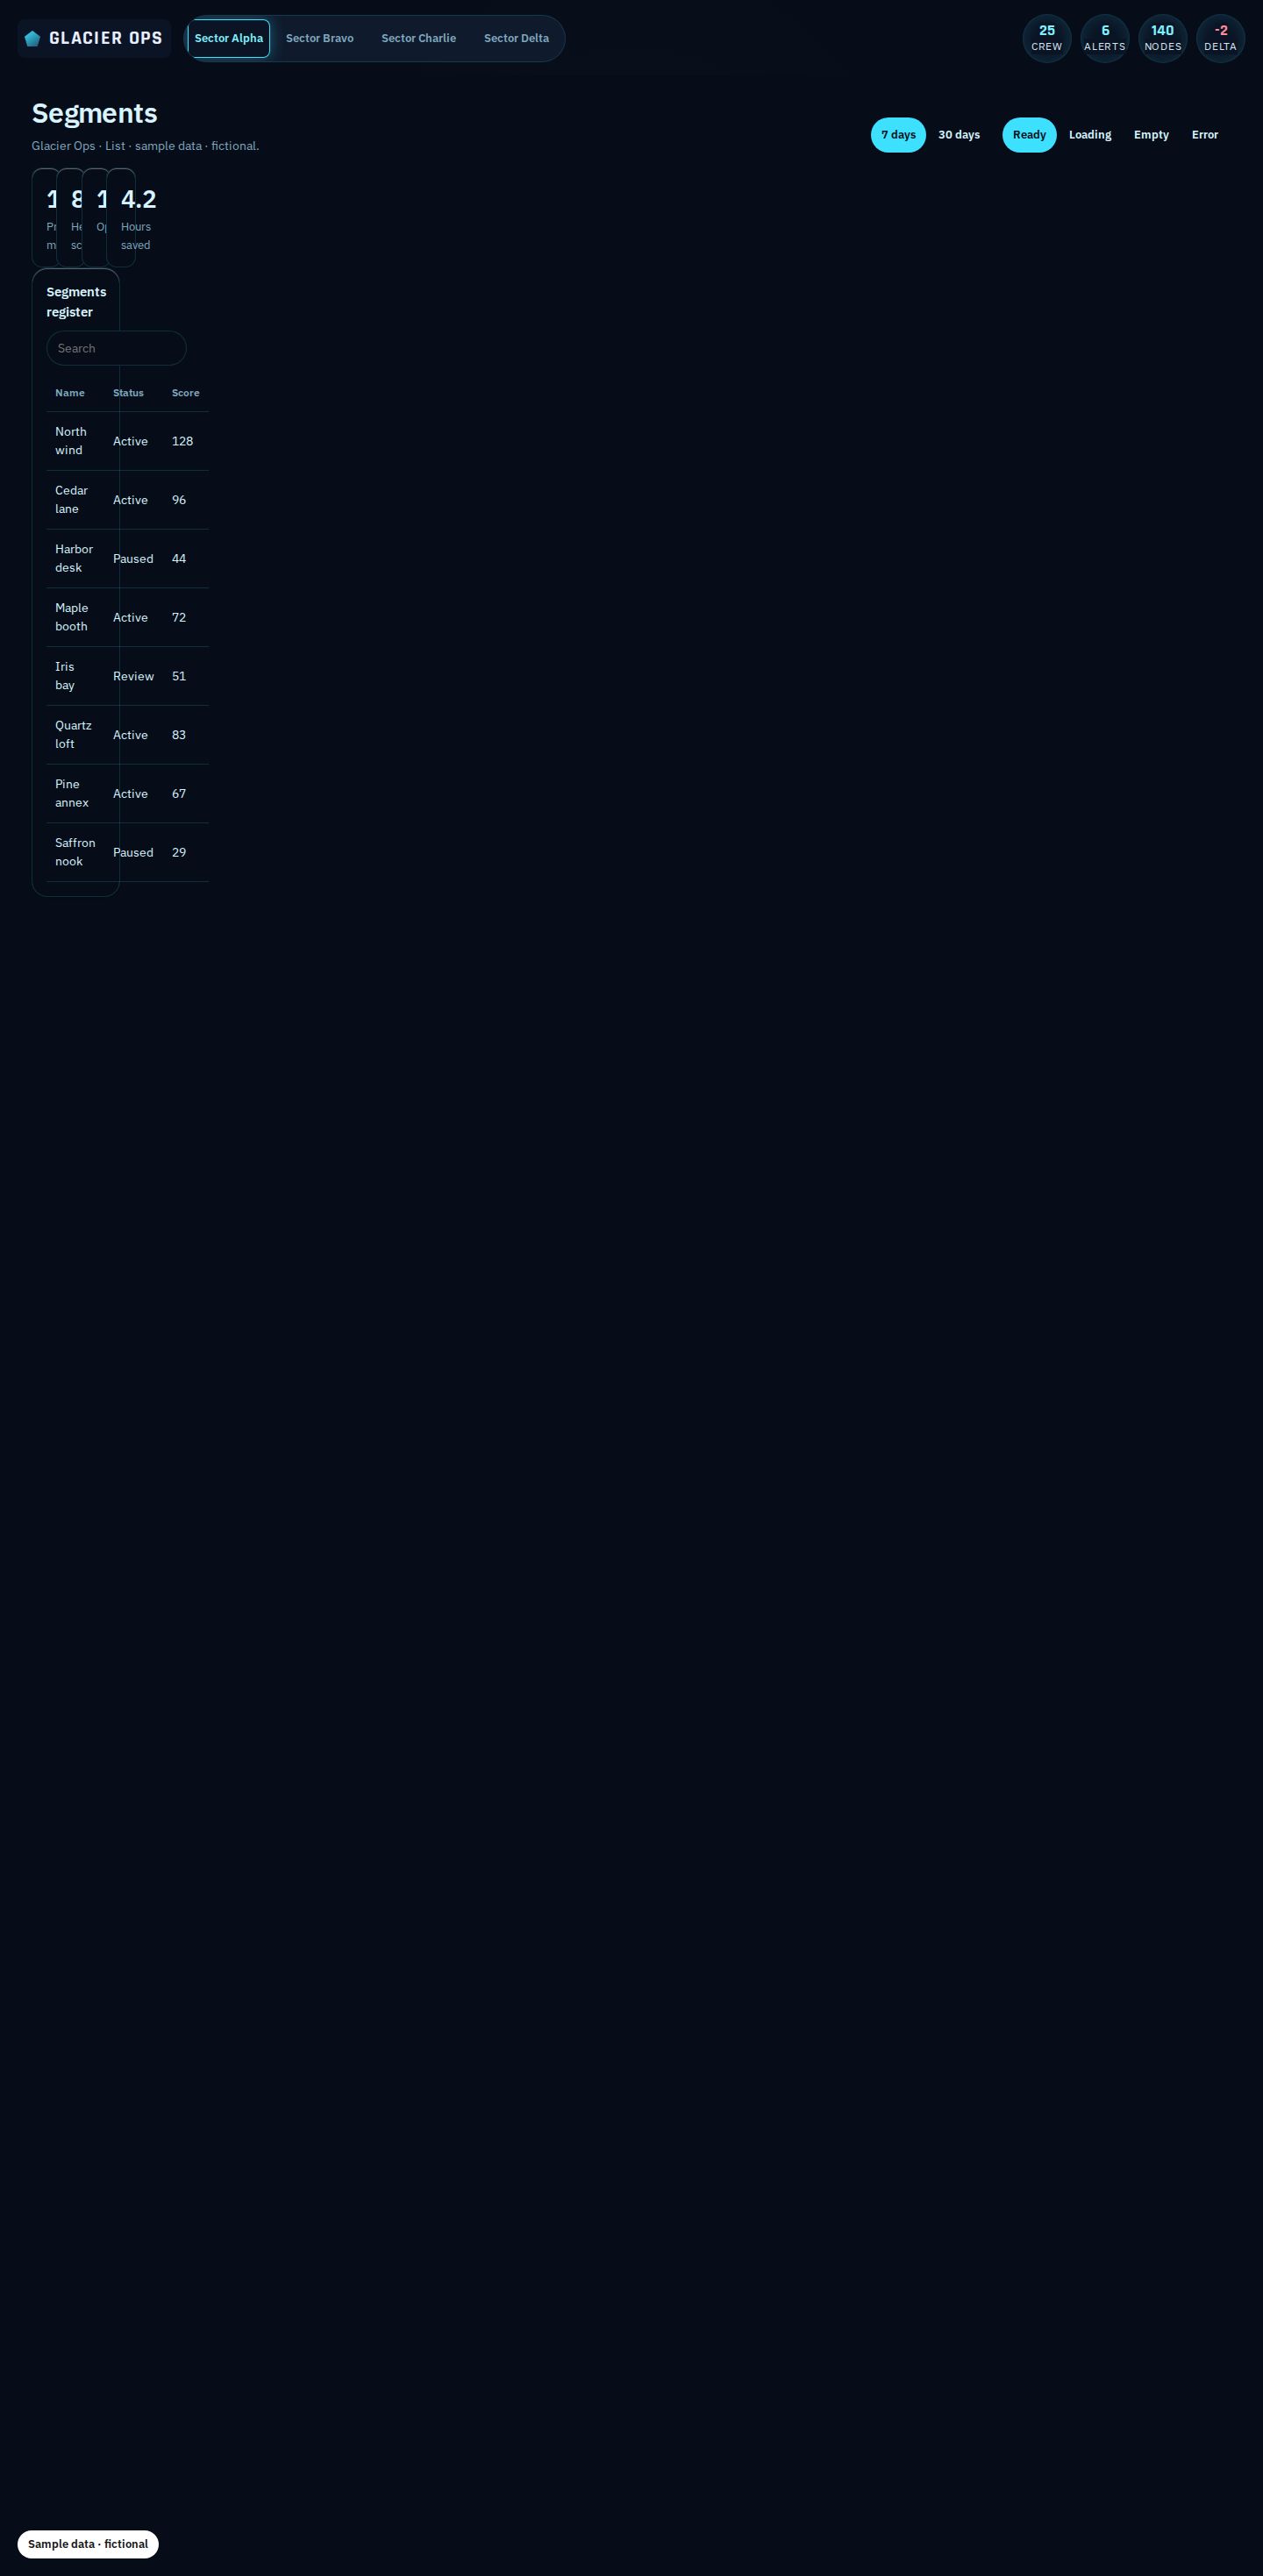 GLACIER OPS
Sector Alpha
Sector Bravo
Sector Charlie
Sector Delta
25
CREW
6
ALERTS
140
NODES
-2
DELTA
Segments
Glacier Ops · List · sample data · fictional.
7 days
30 days
Ready
Loading
Empty
Error
4.2
Hours
saved
Segments
register
Search
Name Status Score
North
wind
Active
128
Cedar
lane
Active
96
Harbor
desk
Paused
44
Maple
booth
Active
72
Iris
bay
Review
51
Quartz
loft
Active
83
Pine
annex
Active
67
Saffron
nook
Paused
29
Sample data · fictional